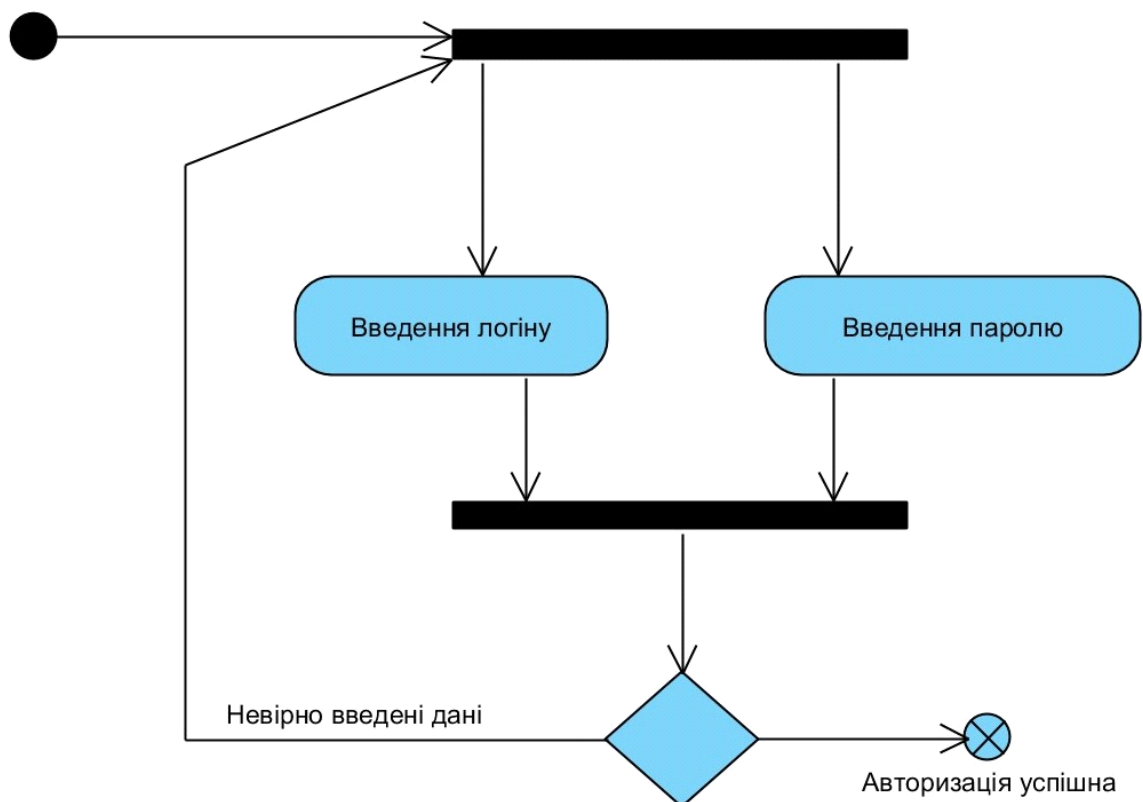 Введення логіну
Введення паролю
Невірно введені дані
Авторизація успішна